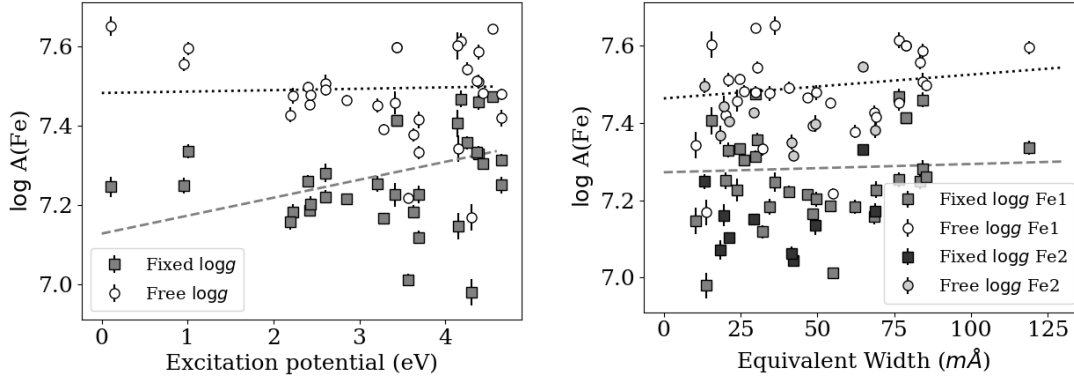 7.6
7.4
7.2
7.0
log A(Fe)
Fixed logg
Free logg
0
1
2
3
4
Excitation potential (eV)
7.6
7.4
7.2
7.0
log A(Fe)
Fixed logg Fe1
Free logg Fe1
Fixed logg Fe2
Free logg Fe2
0
25
50
75
100
125
Equivalent Width (mÅ)